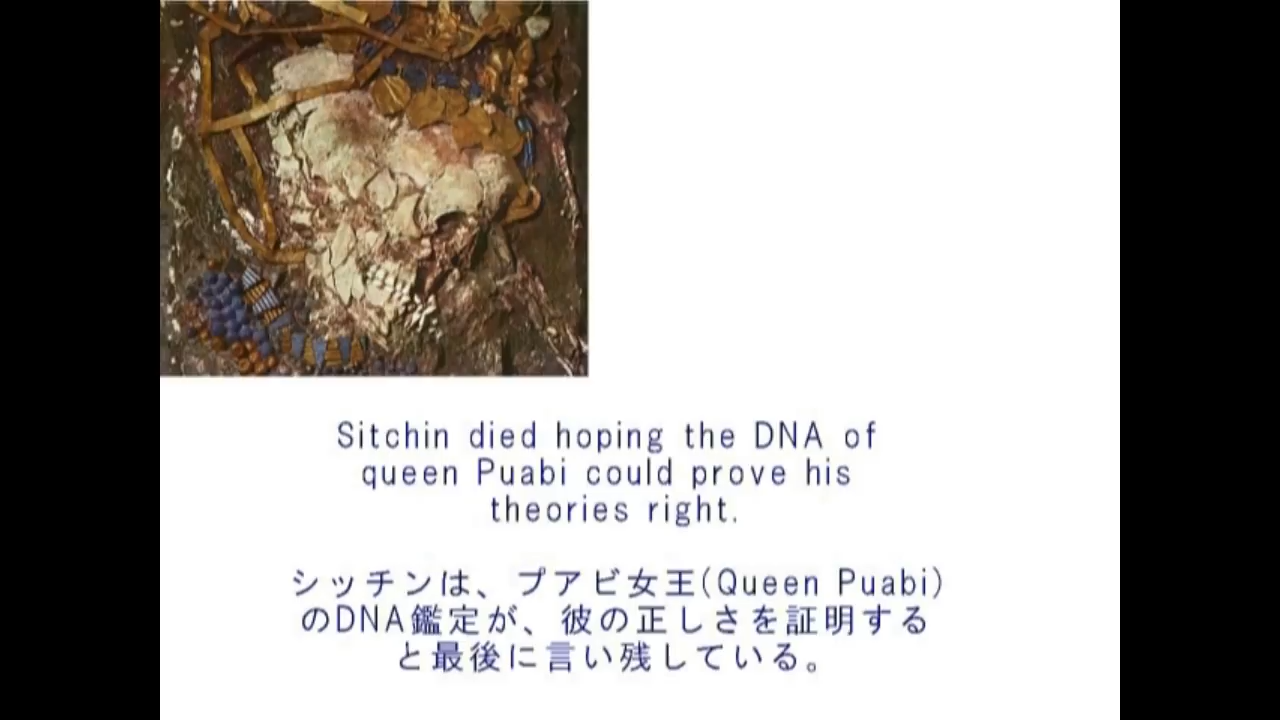 Sitchin died hoping the DNA of
queen Puabi could prove his
theories right.
シッチンは、プアビ女王(Queen Puabi)
のDNA鑑定が、彼の正しさを証明する
と最後に言い残している。